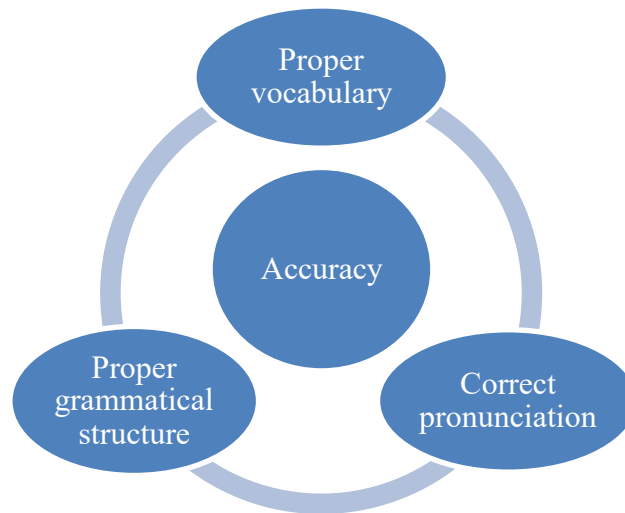 Proper
vocabulary
Accuracy
Proper
grammatical
structure
Correct
pronunciation